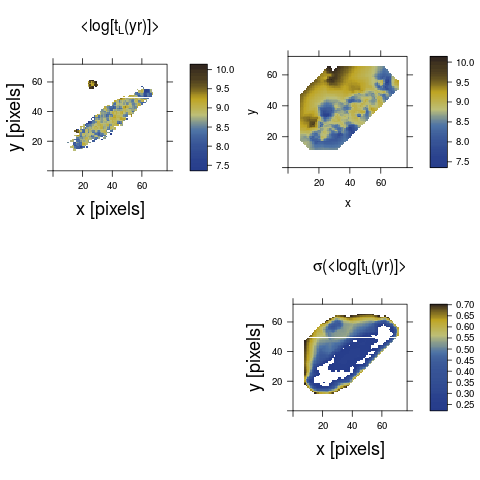 <log[tL(yr)]>
60
40
20
20 40 60
y [pixels]
x [pixels]
10.0
9.5
9.0
8.5
8.0
7.5
60
40
20
20 40 60
y
x
10.0
9.5
9.0
8.5
8.0
7.5
σ(<log[tL(yr)]>
60
40
20
20 40 60
y [pixels]
x [pixels]
0.70
0.65
0.60
0.55
0.50
0.45
0.40
0.35
0.30
0.25